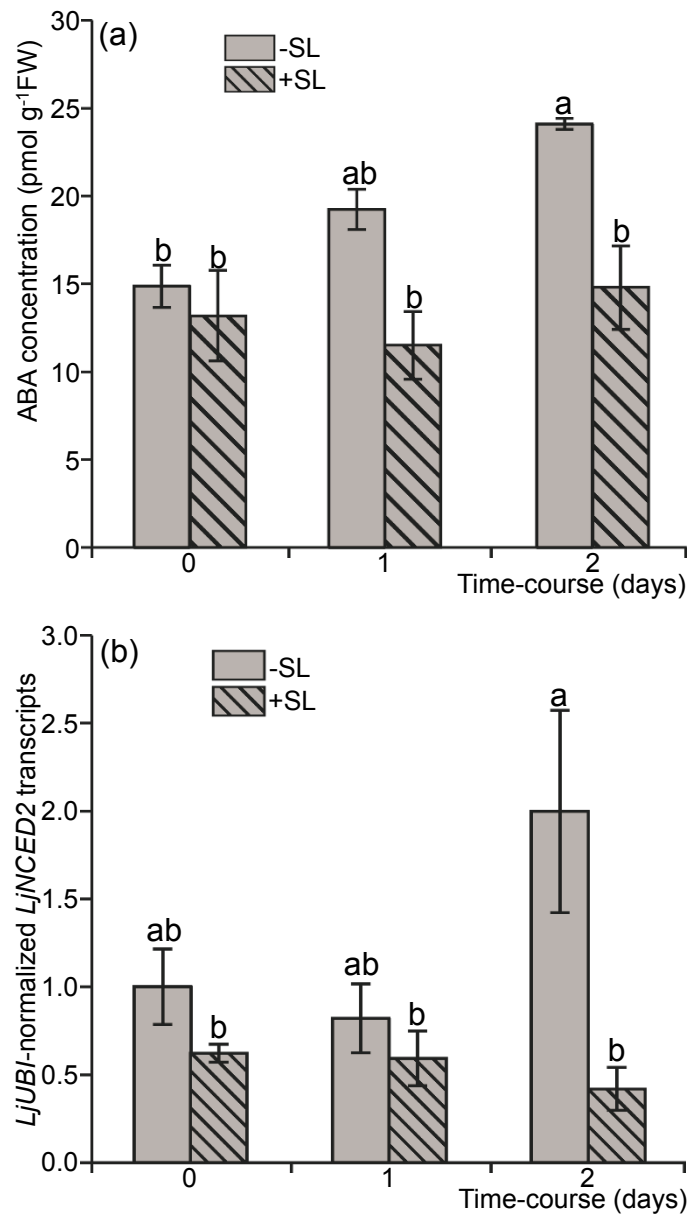 (a)
-SL
+SL
ABA concentration (pmol g⁻¹FW)
30
25
20
15
10
5
0
b
b
ab
b
a
b
0
1
2
Time-course (days)
(b)
-SL
+SL
LjUBI-normalized LjNCED2 transcripts
3.0
2.5
2.0
1.5
1.0
0.5
0.0
ab
b
ab
b
a
b
0
1
2
Time-course (days)